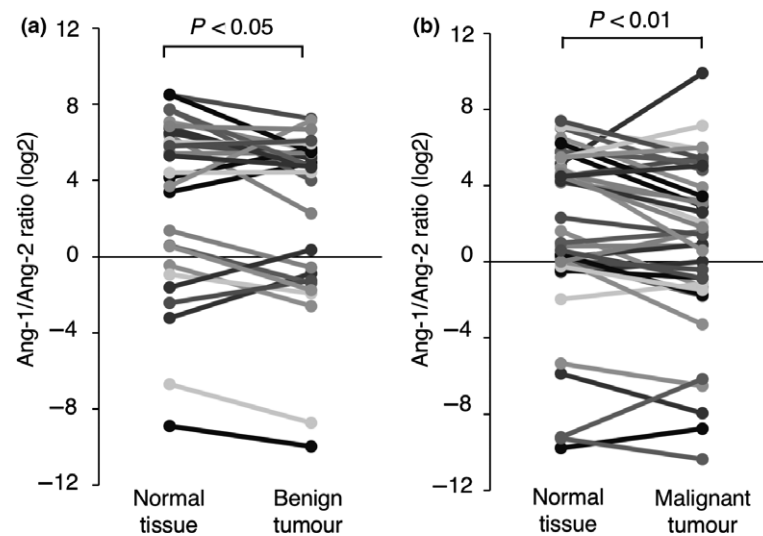 (a)
P < 0.05
Ang-1/Ang-2 ratio (log2)
12
8
4
0
−4
−8
−12
Normal
tissue
Benign
tumour
(b)
P < 0.01
Ang-1/Ang-2 ratio (log2)
12
8
4
0
−4
−8
−12
Normal
tissue
Malignant
tumour